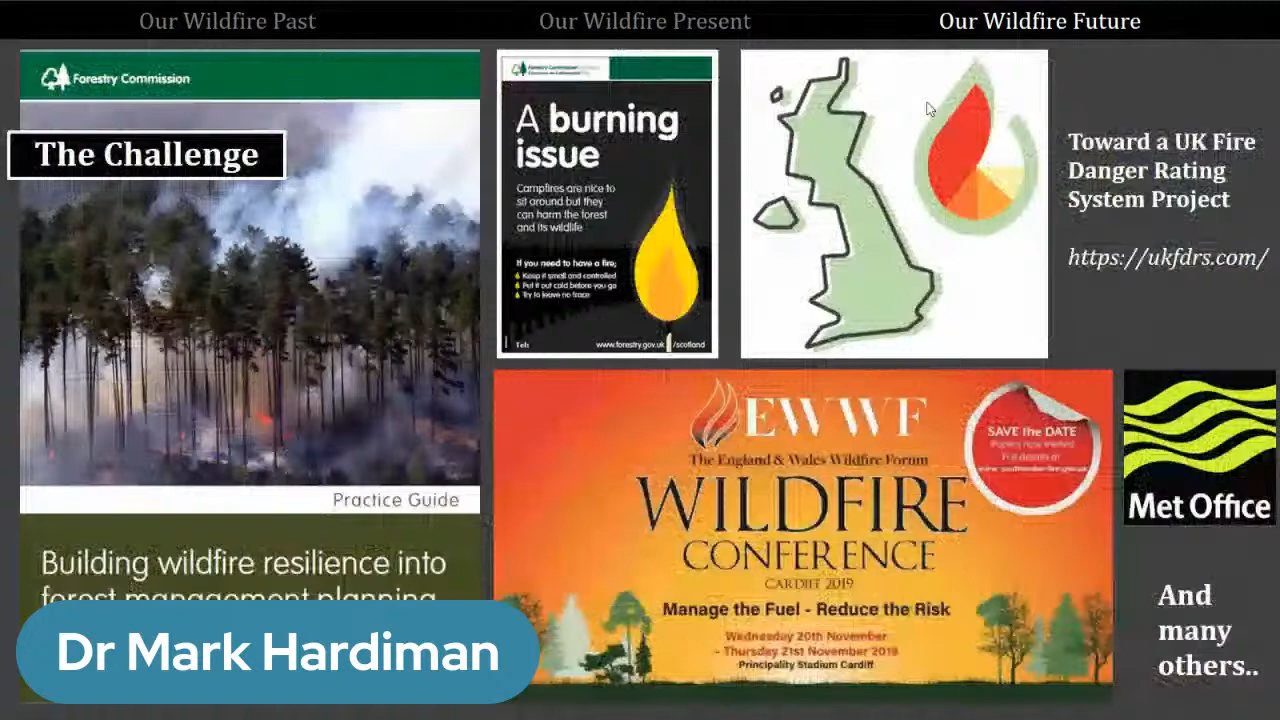 Our Wildfire Past
Our Wildfire Present
Our Wildfire Future
Forestry Commission
The Challenge
Practice Guide
Building wildfire resilience into
forest management planning
Dr Mark Hardiman
Forestry Commission
A burning
issue
Campfires are nice to
sit around but they
can harm the forest
and its wildlife
If you need to have a fire;
Keep it small and controlled
Put it out cold before you go
Try to leave no trace
www.forestry.gov.uk/scotland
Toward a UK Fire
Danger Rating
System Project
https://ukfdrs.com/
EWWF
The England & Wales Wildfire Forum
WILDFIRE
CONFERENCE
CARDIFF 2019
Manage the Fuel - Reduce the Risk
Wednesday 20th November
- Thursday 21st November 2019
Principality Stadium Cardiff
SAVE the DATE
Met Office
And
many
others..